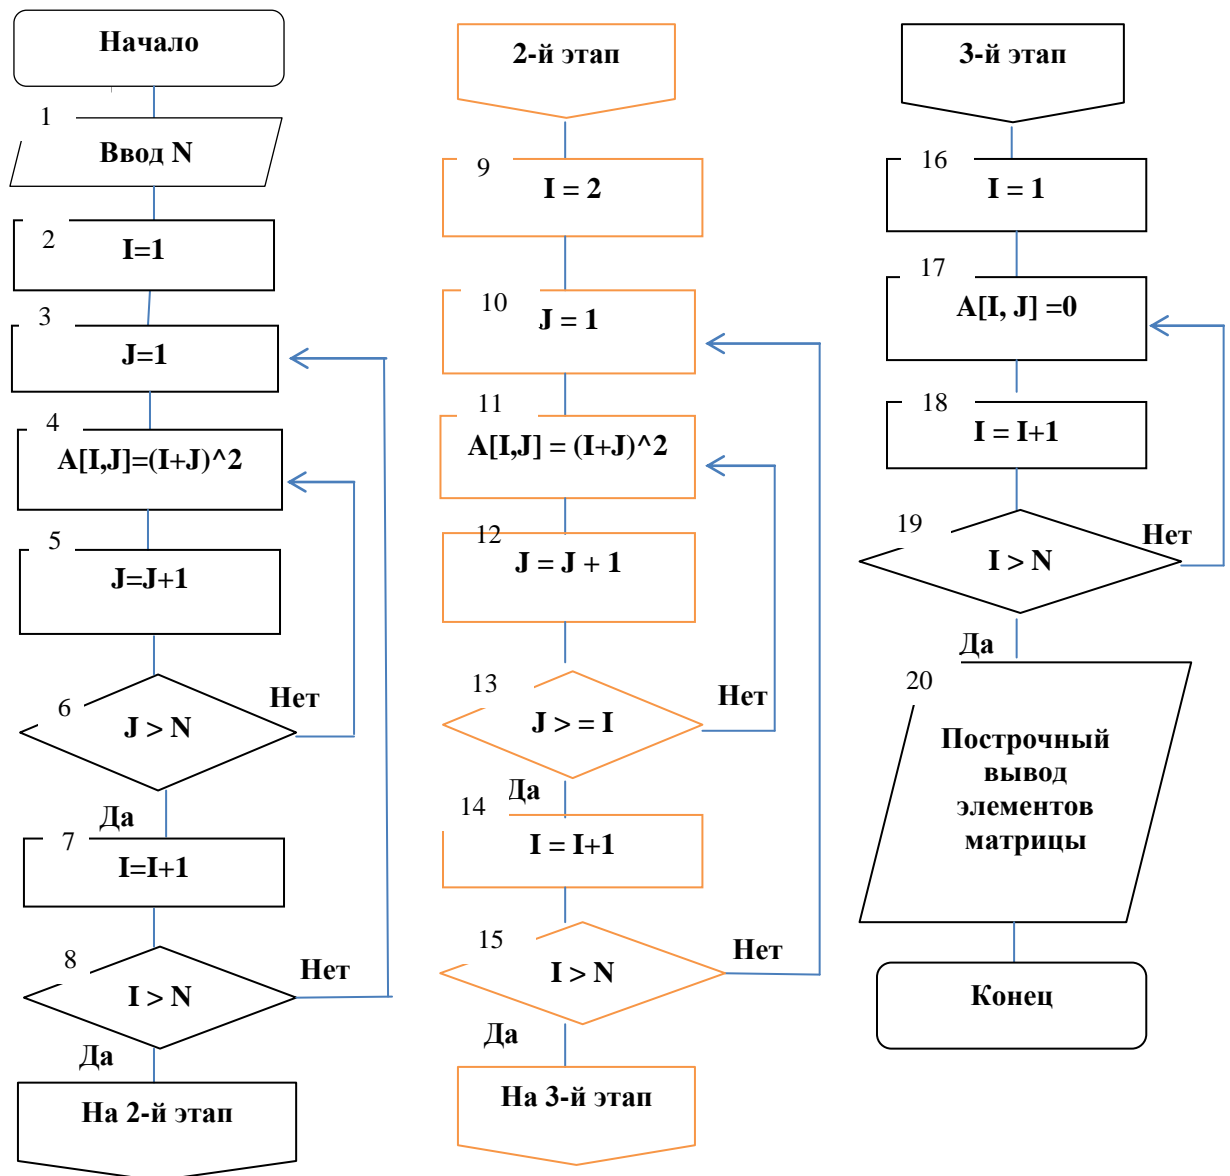 Начало
1
Ввод N
2
I=1
3
J=1
4
A[I,J]=(I+J)^2
5
J=J+1
6
J > N
Нет
Да
7
I=I+1
8
I > N
Нет
Да
На 2-й этап
2-й этап
9
I = 2
10
J = 1
11
A[I,J] = (I+J)^2
12
J = J + 1
13
J > = I
Нет
Да
14
I = I+1
15
I > N
Нет
Да
На 3-й этап
3-й этап
16
I = 1
17
A[I, J] =0
18
I = I+1
19
I > N
Нет
Да
20
Построчный
вывод
элементов
матрицы
Конец